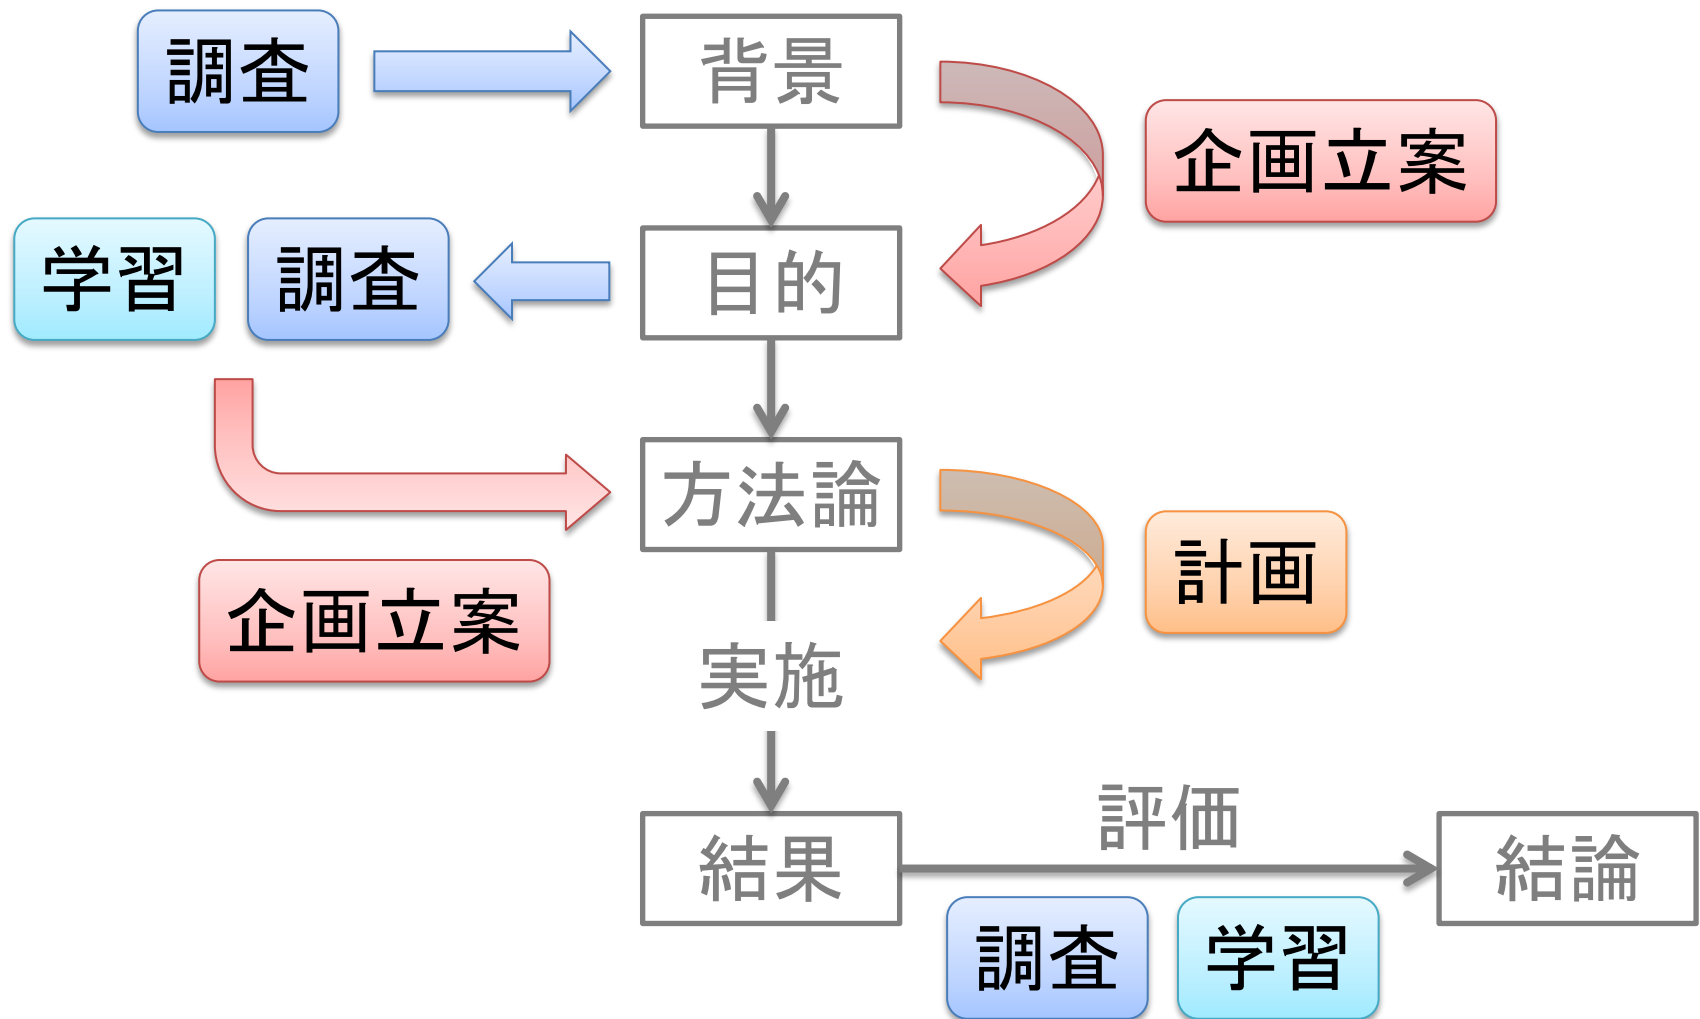 調査
背景
企画立案
学習
調査
目的
方法論
企画立案
計画
実施
評価
結果
結論
調査
学習